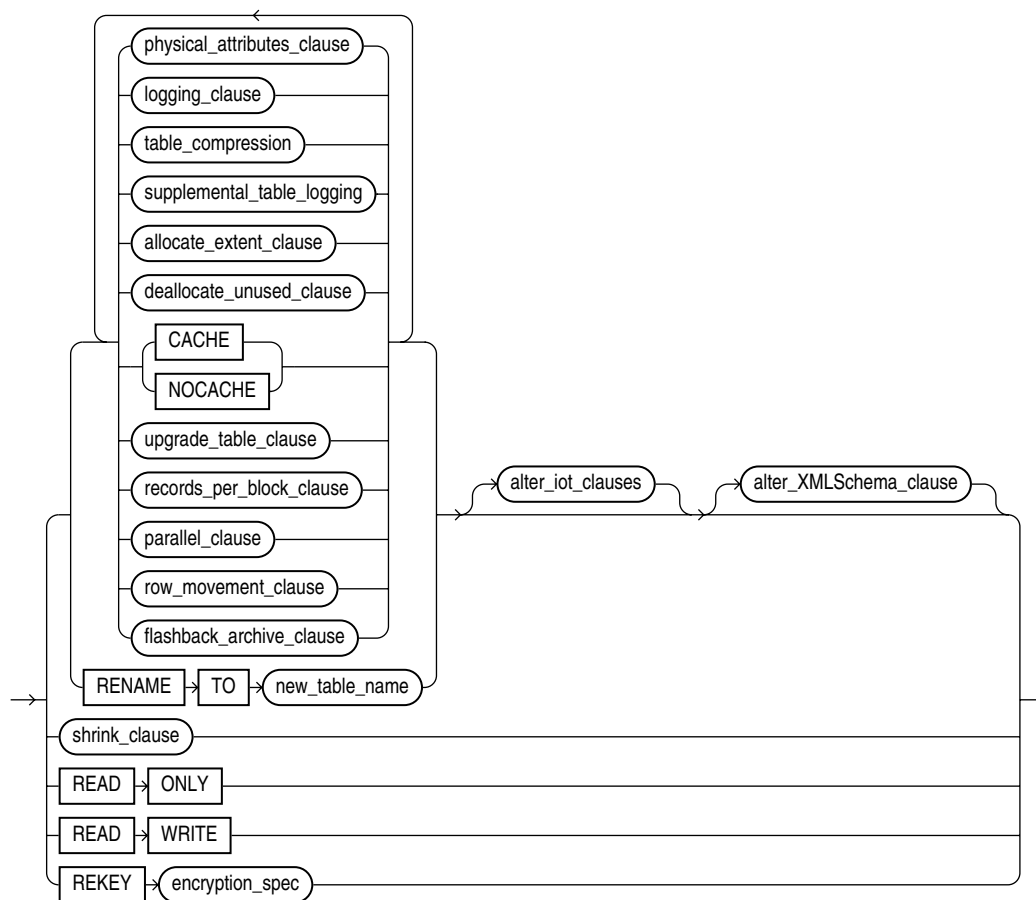 physical_attributes_clause
logging_clause
table_compression
supplemental_table_logging
allocate_extent_clause
deallocate_unused_clause
CACHE
NOCACHE
upgrade_table_clause
records_per_block_clause
parallel_clause
row_movement_clause
flashback_archive_clause
RENAME TO new_table_name
alter_iot_clauses alter_XMLSchema_clause
shrink_clause
READ ONLY
READ WRITE
REKEY encryption_spec